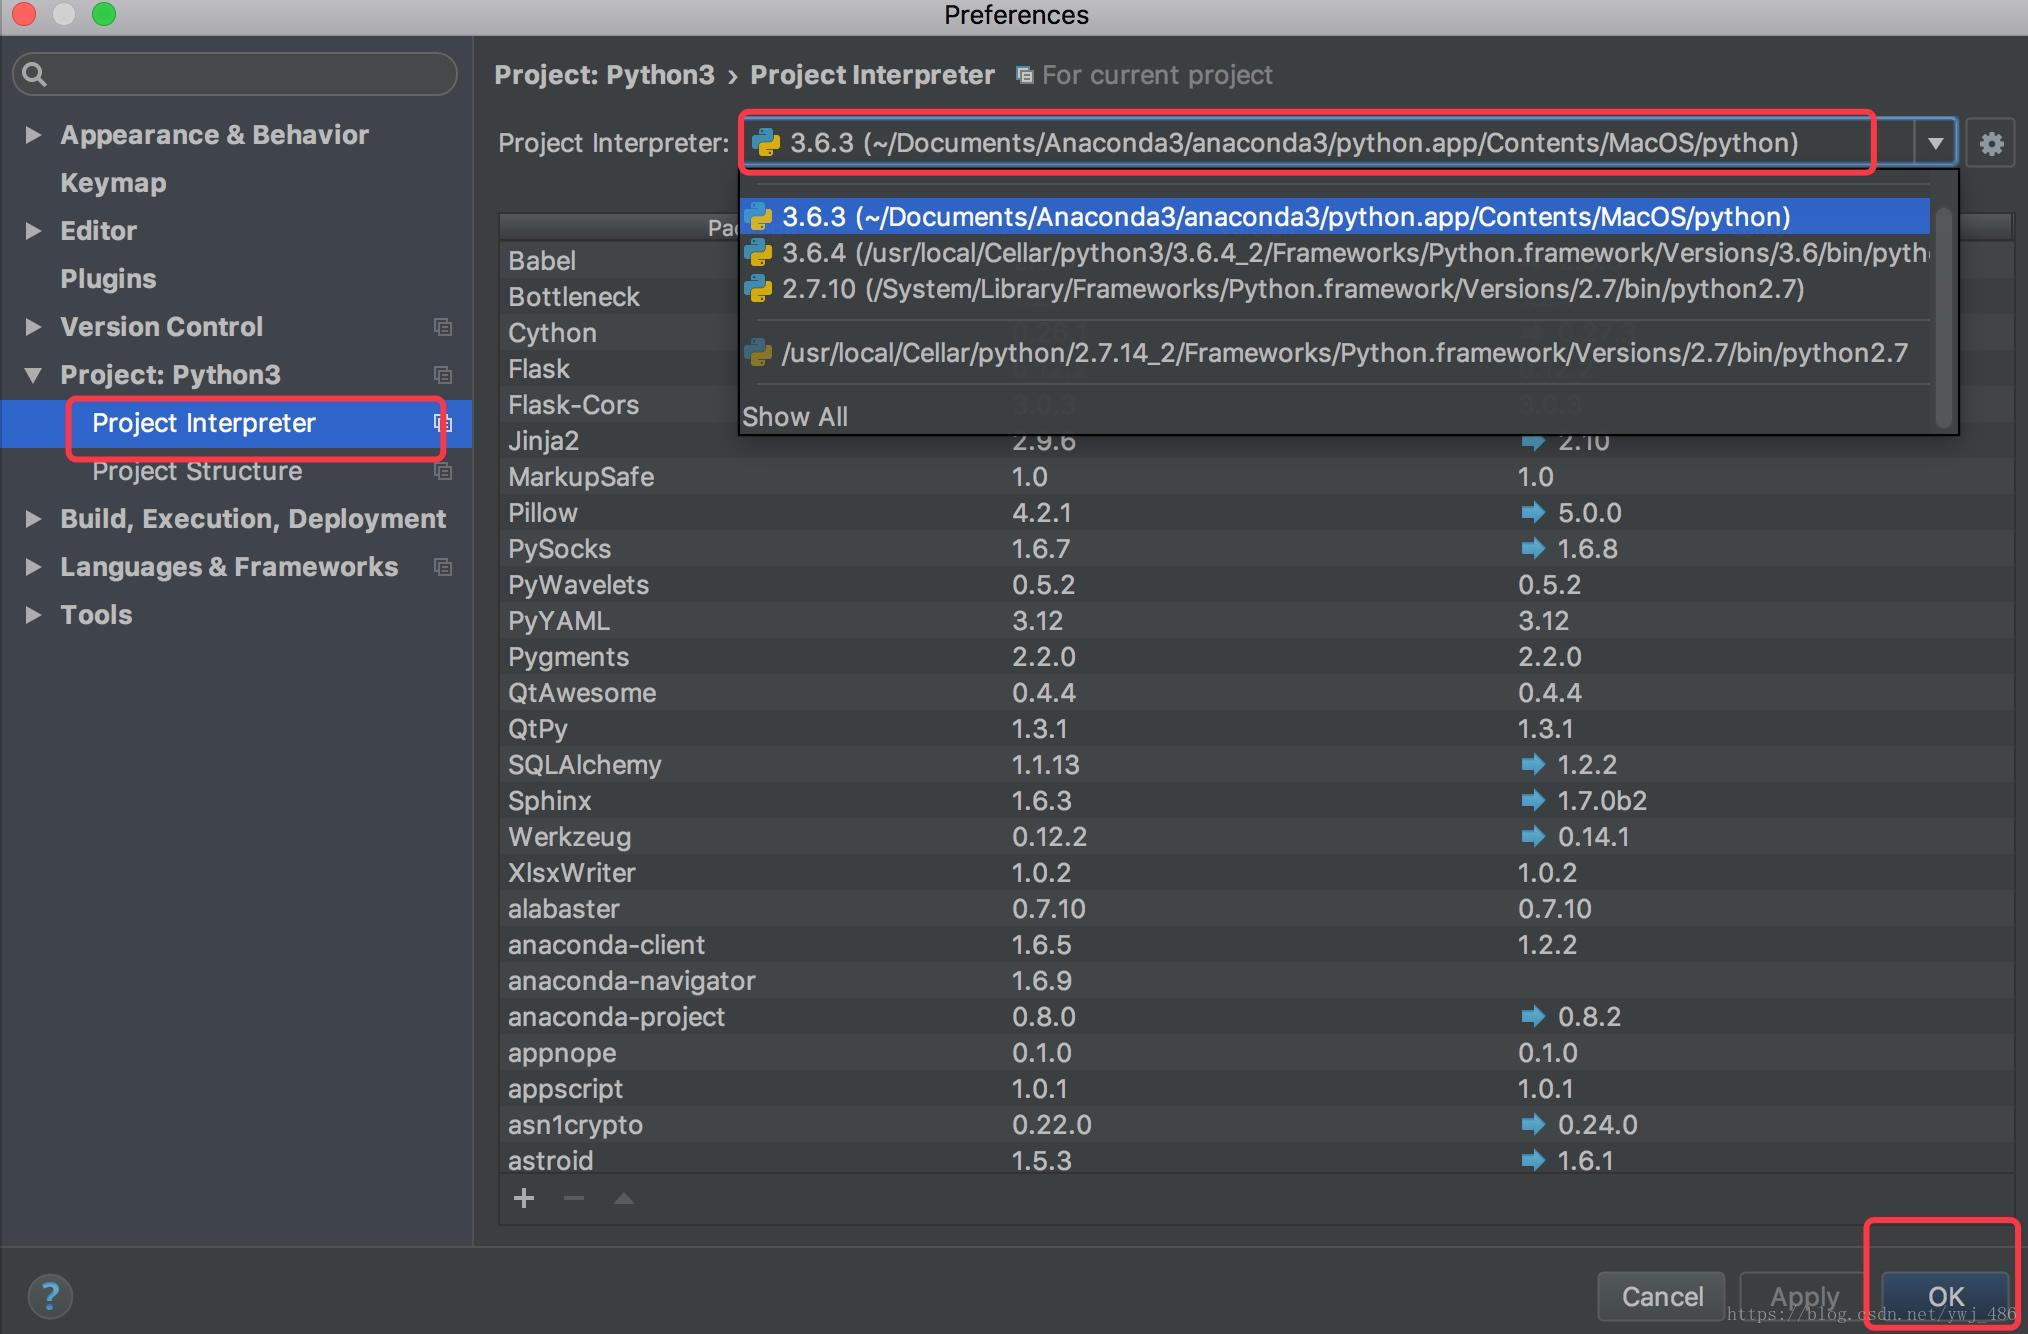 Preferences
Project: Python3 › Project Interpreter For current project
Appearance & Behavior
Keymap
Editor
Plugins
Version Control
Project: Python3
Project Interpreter
Project Structure
Build, Execution, Deployment
Languages & Frameworks
Tools
Project Interpreter: 3.6.3 (~/Documents/Anaconda3/anaconda3/python.app/Contents/MacOS/python)
3.6.3 (~/Documents/Anaconda3/anaconda3/python.app/Contents/MacOS/python)
3.6.4 (/usr/local/Cellar/python3/3.6.4_2/Frameworks/Python.framework/Versions/3.6/bin/pyth
2.7.10 (/System/Library/Frameworks/Python.framework/Versions/2.7/bin/python2.7)
/usr/local/Cellar/python/2.7.14_2/Frameworks/Python.framework/Versions/2.7/bin/python2.7
Show All
Babel
Bottleneck
Cython
Flask
Flask-Cors 3.0.3 3.0.3
Jinja2 2.9.6 2.10
MarkupSafe 1.0 1.0
Pillow 4.2.1 5.0.0
PySocks 1.6.7 1.6.8
PyWavelets 0.5.2 0.5.2
PyYAML 3.12 3.12
Pygments 2.2.0 2.2.0
QtAwesome 0.4.4 0.4.4
QtPy 1.3.1 1.3.1
SQLAlchemy 1.1.13 1.2.2
Sphinx 1.6.3 1.7.0b2
Werkzeug 0.12.2 0.14.1
XlsxWriter 1.0.2 1.0.2
alabaster 0.7.10 0.7.10
anaconda-client 1.6.5 1.2.2
anaconda-navigator 1.6.9
anaconda-project 0.8.0 0.8.2
appnope 0.1.0 0.1.0
appscript 1.0.1 1.0.1
asn1crypto 0.22.0 0.24.0
astroid 1.5.3 1.6.1
?
Cancel Apply OK
https://blog.csdn.net/ywj_486